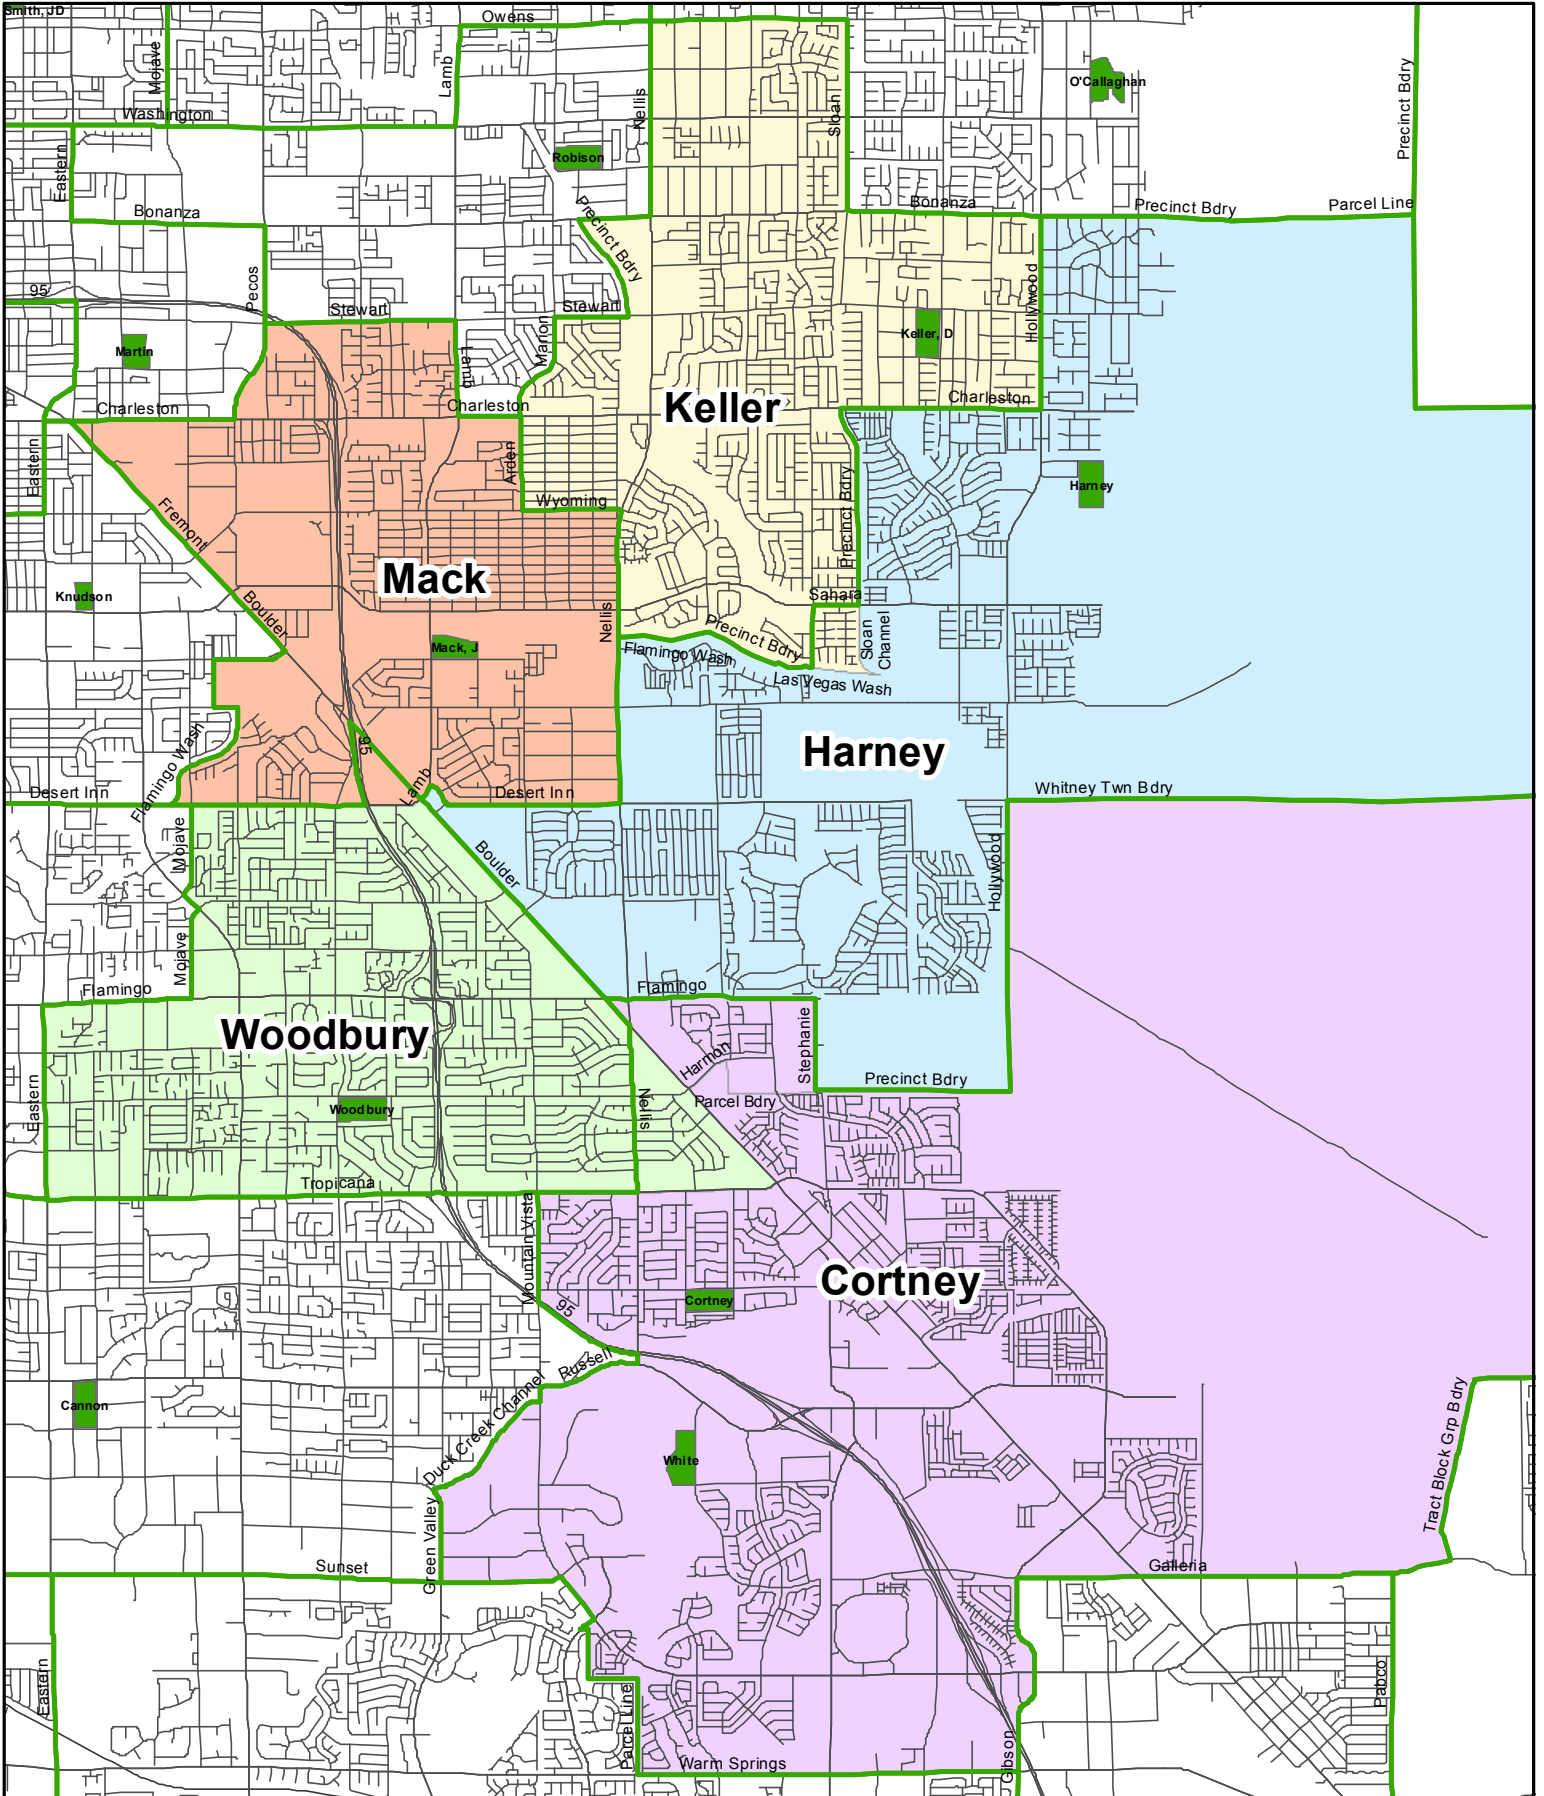 Smith, JD
Owens
Mojave
Lamb
Nellis
Sloan
O'Callaghan
Precinct Bdry
Washington
Eastern
Robison
Bonanza
Precinct Bdry
Bonanza
Precinct Bdry
Parcel Line
95
Pecos
Stewart
Stewart
Hollywood
Martin
Marion
Lamb
Keller, D
Charleston
Charleston
Keller
Charleston
Eastern
Arden
Wyoming
Precinct Bdry
Harney
Fremont
Mack
Knudson
Boulder
Nellis
Sahara
Mack, J
Precinct Bdry
Sloan
Channel
Flamingo Wash
Las Vegas Wash
Flamingo Wash
95
Harney
Desert Inn
Lamb
Desert Inn
Whitney Twn Bdry
Mojave
Boulder
Hollywood
Mojave
Flamingo
Flamingo
Woodbury
Harmon
Stephanie
Precinct Bdry
Eastern
Woodbury
Nellis
Parcel Bdry
Tropicana
Mountain Vista
Cortney
Cortney
95
Russell
Cannon
Duck Creek Channel
White
Tract Block Grp Bdry
Green Valley
Sunset
Galleria
Eastern
Parcel Line
Pabco
Warm Springs
Gibson